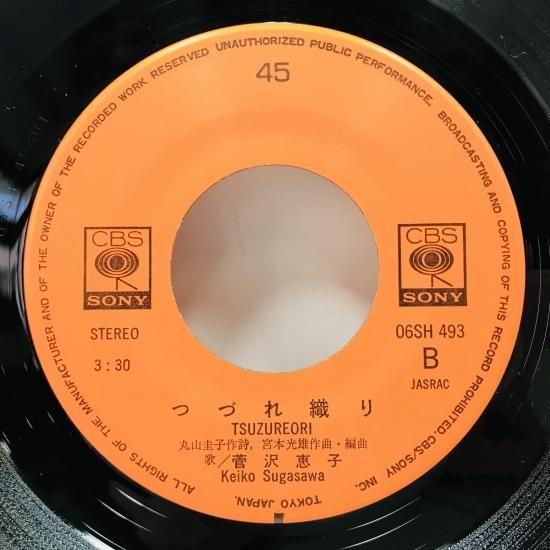 ALL RIGHTS OF THE MANUFACTURER AND OF THE OWNER OF THE RECORDED WORK RESERVED UNAUTHORIZED PUBLIC PERFORMANCE, BROADCASTING AND COPYING OF THIS RECORD PROHIBITED CBS/SONY INC.
TOKYO JAPAN.
45
CBS
SONY
CBS
SONY
STEREO
3:30
06SH 493
B
JASRAC
つづれ織り
TSUZUREORI
丸山圭子作詩, 宮本光雄作曲・編曲
歌/菅沢恵子
Keiko Sugasawa